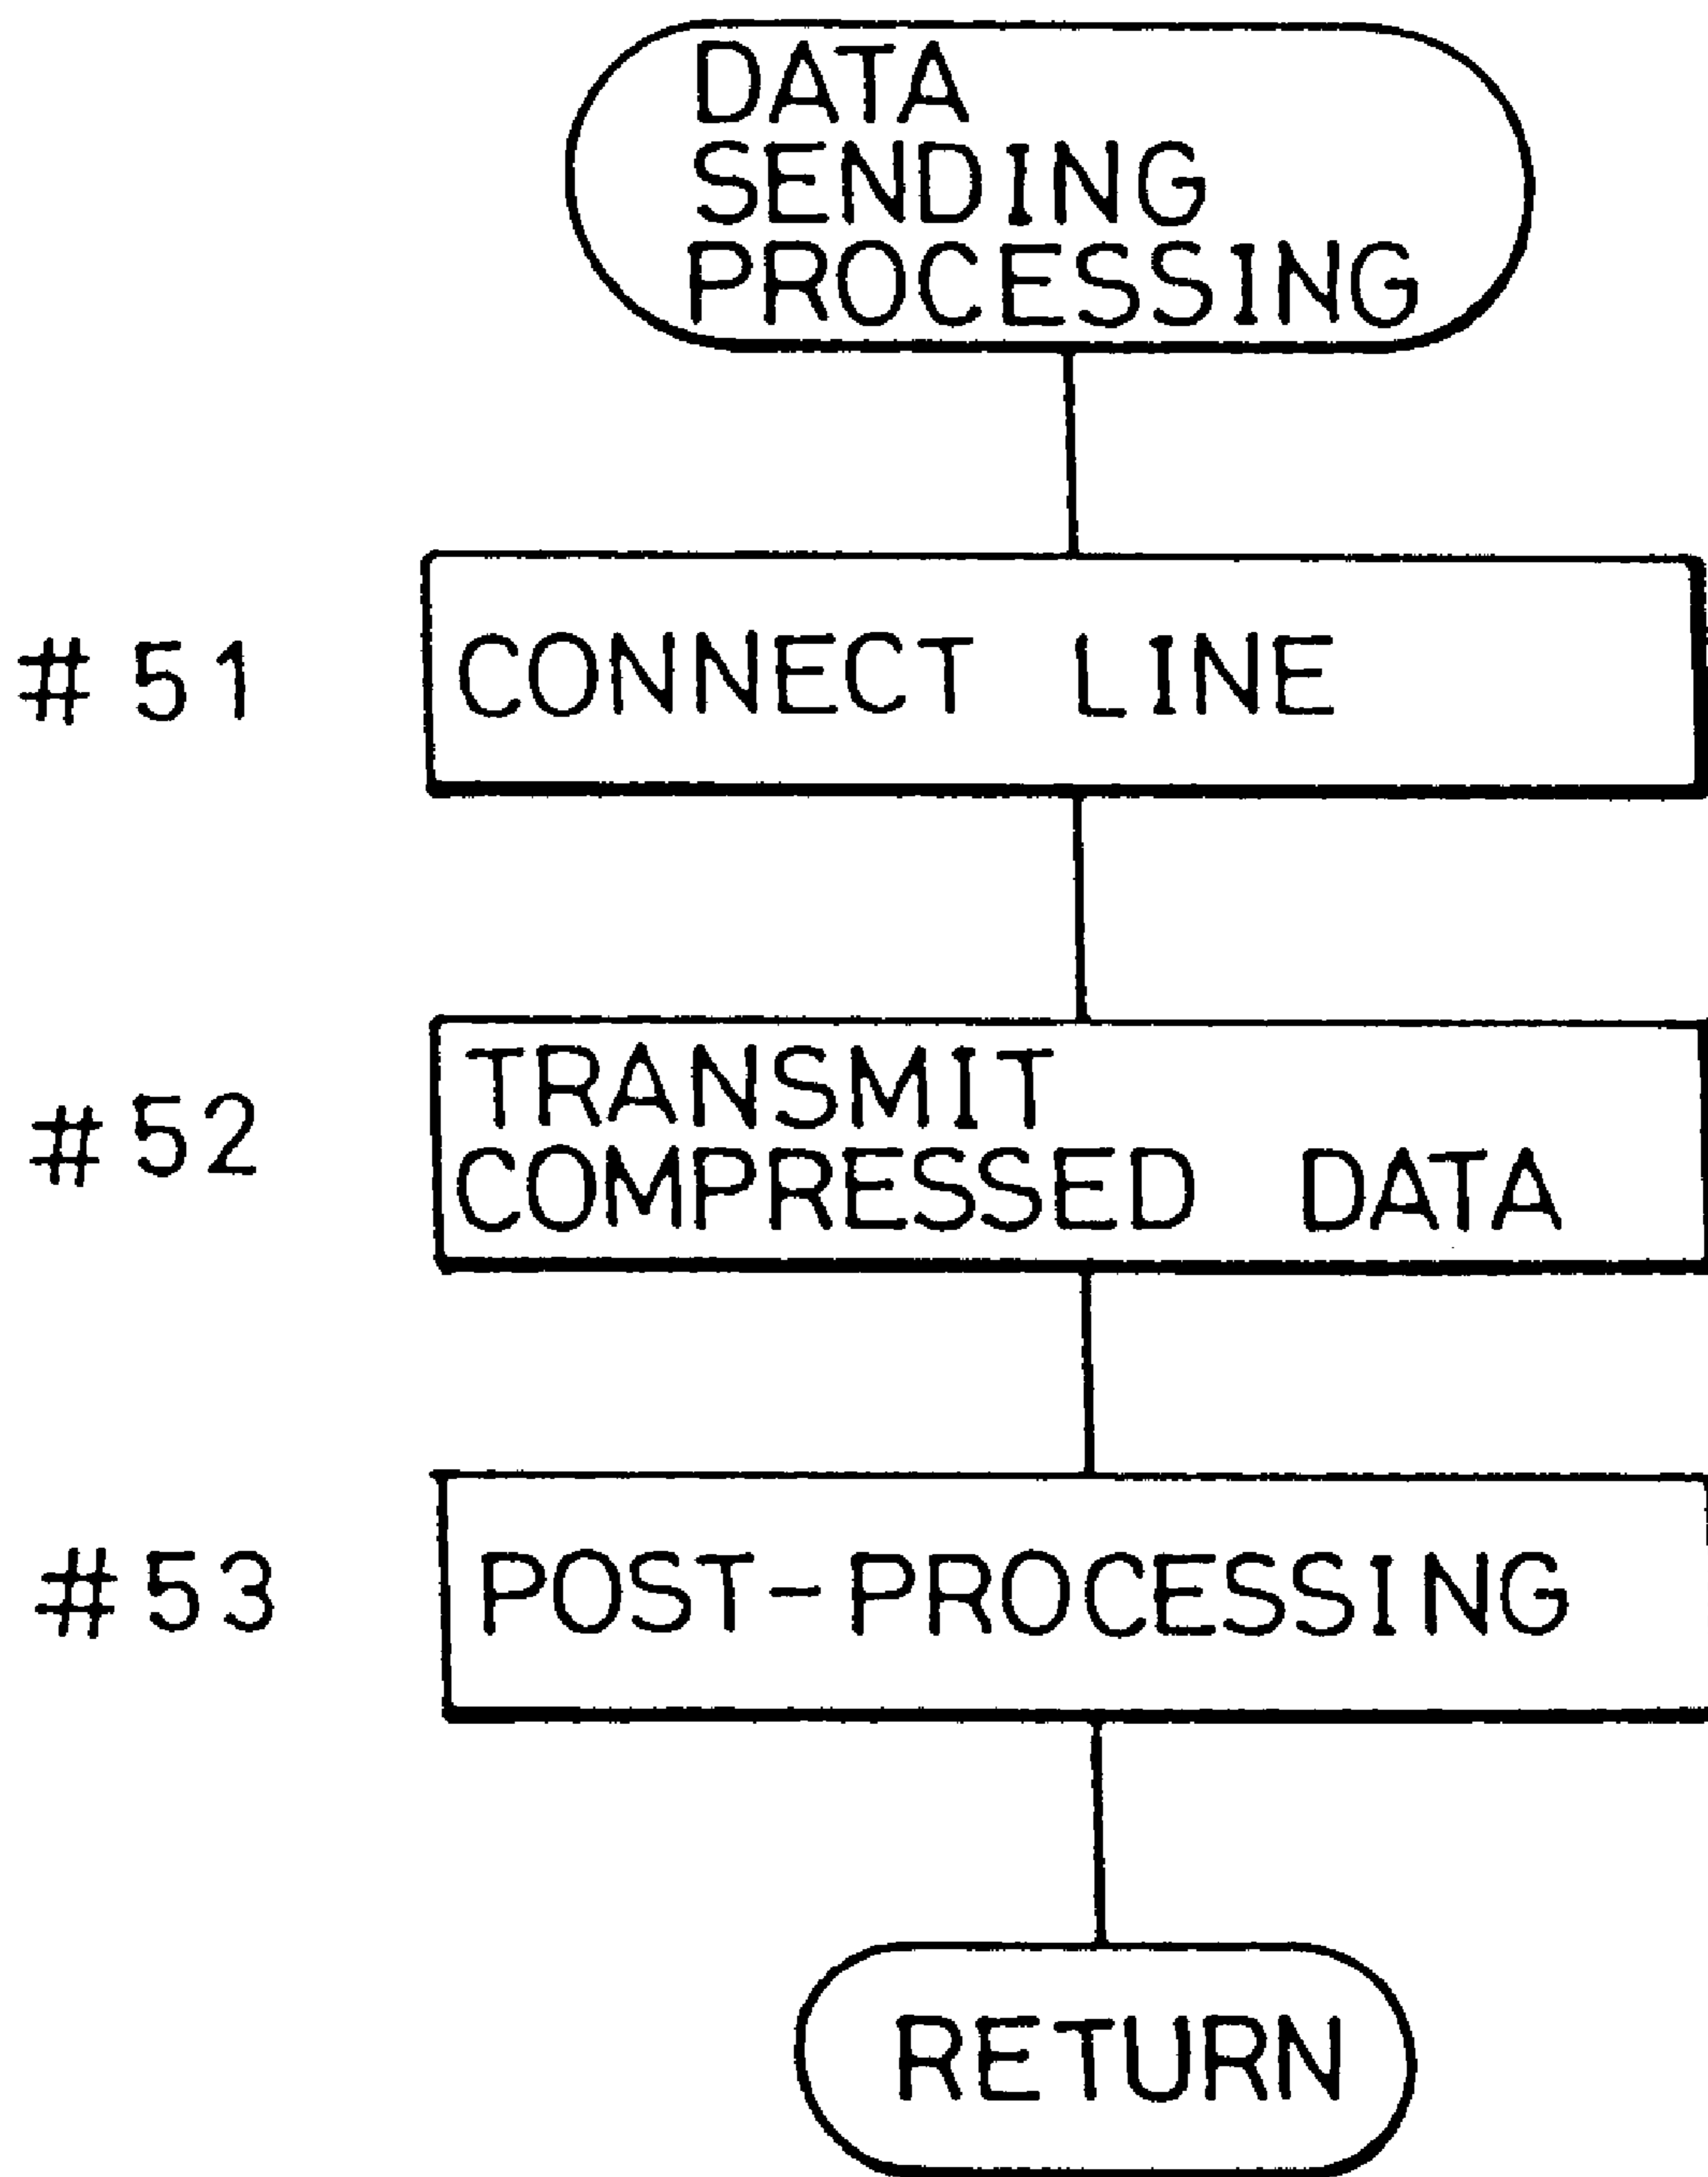 DATA
SENDING
PROCESSING
#51 CONNECT LINE
TRANSMIT
#52 COMPRESSED DATA
#53 POST-PROCESSING
RETURN